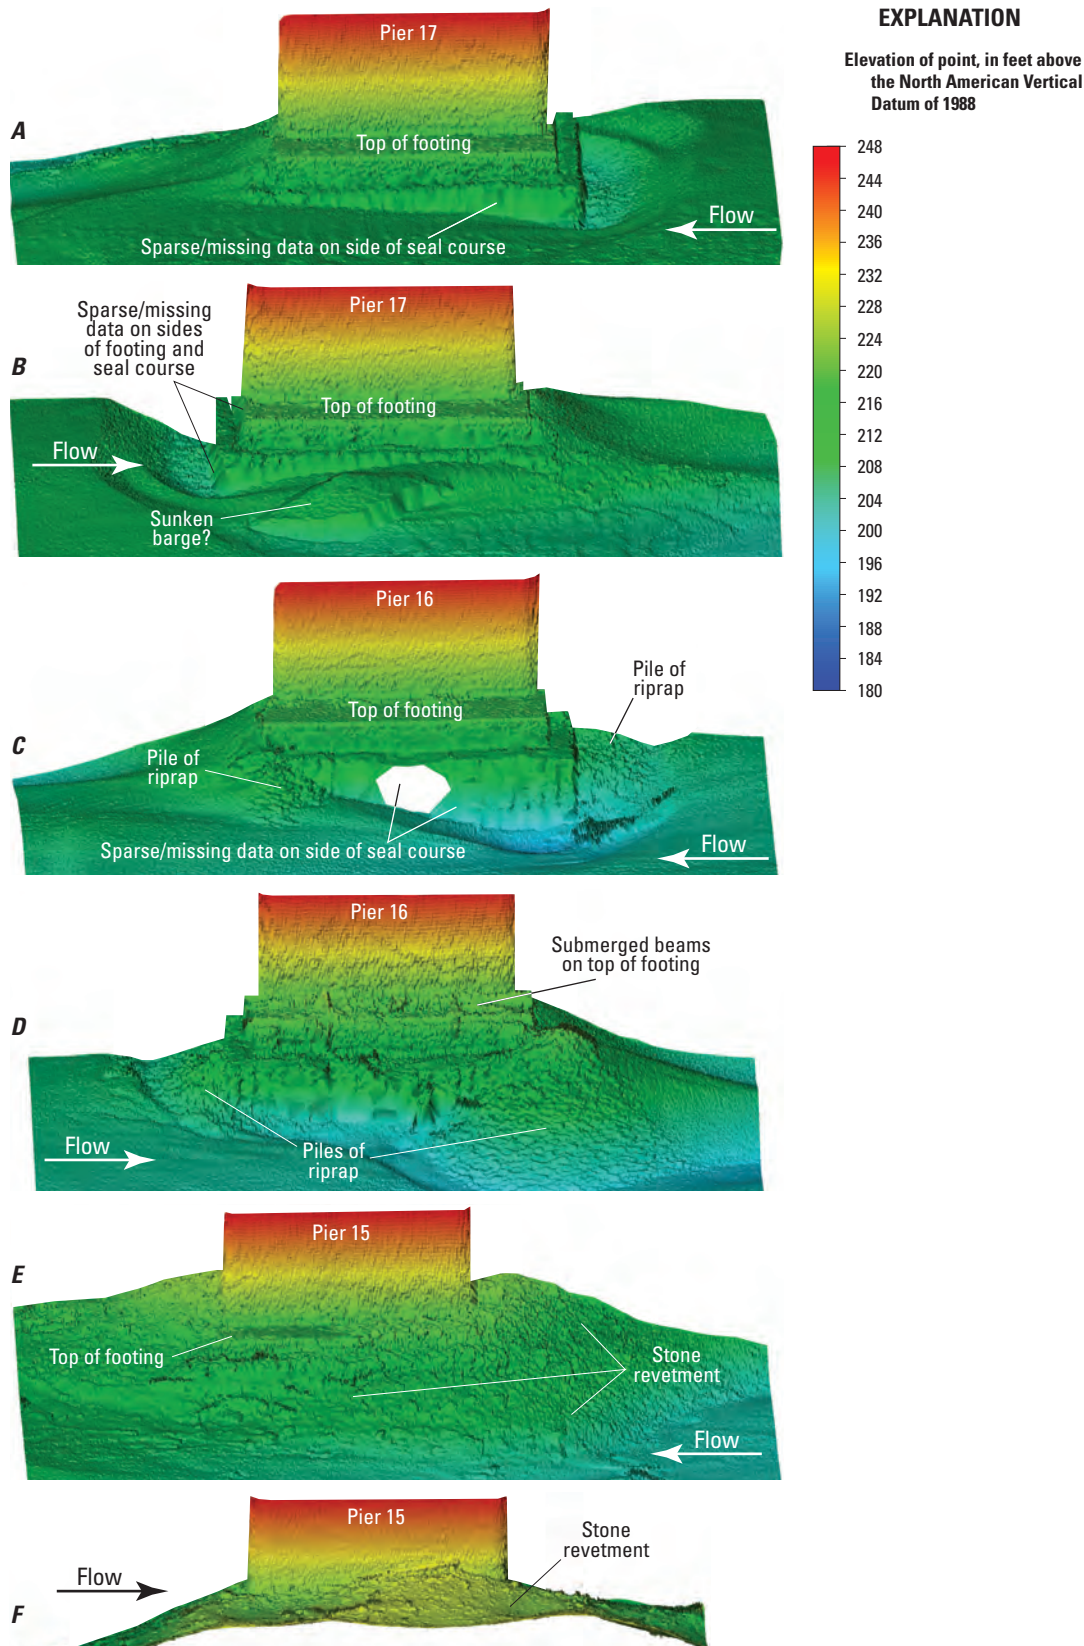 EXPLANATION
Elevation of point, in feet above
the North American Vertical
Datum of 1988
248
244
240
236
232
228
224
220
216
212
208
204
200
196
192
188
184
180
A
Pier 17
Top of footing
Flow
Sparse/missing data on side of seal course
B
Sparse/missing
data on sides
of footing and
seal course
Pier 17
Top of footing
Flow
Sunken
barge?
C
Pier 16
Pile of
riprap
Top of footing
Pile of
riprap
Sparse/missing data on side of seal course
Flow
D
Pier 16
Submerged beams
on top of footing
Flow
Piles of
riprap
E
Pier 15
Top of footing
Stone
revetment
Flow
F
Pier 15
Stone
revetment
Flow